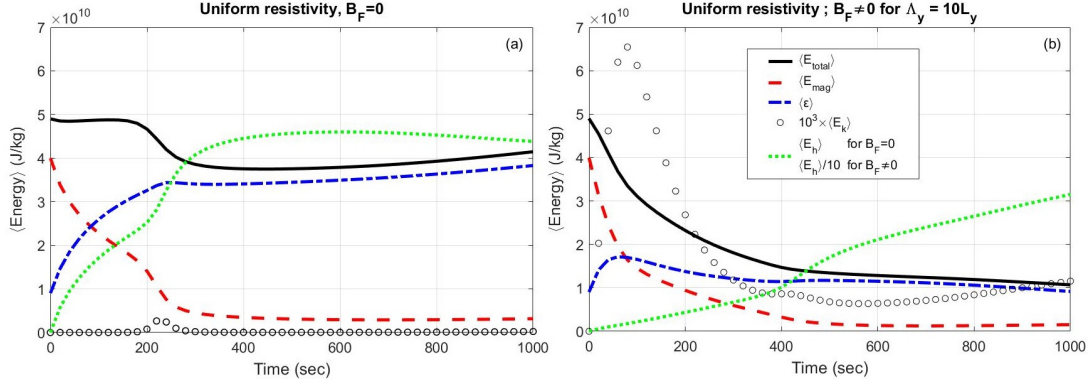 Uniform resistivity, B_F=0
×10^10
(a)
7
6
5
4
3
2
1
0
⟨Energy⟩ (J/kg)
0 200 400 600 800 1000
Time (sec)
Uniform resistivity ; B_F≠0 for Λ_y = 10L_y
×10^10
(b)
7
6
5
4
3
2
1
0
⟨Energy⟩ (J/kg)
⟨E_total⟩
⟨E_mag⟩
⟨ε⟩
10^3×⟨E_k⟩
⟨E_h⟩ for B_F=0
⟨E_h⟩/10 for B_F≠0
0 200 400 600 800 1000
Time (sec)